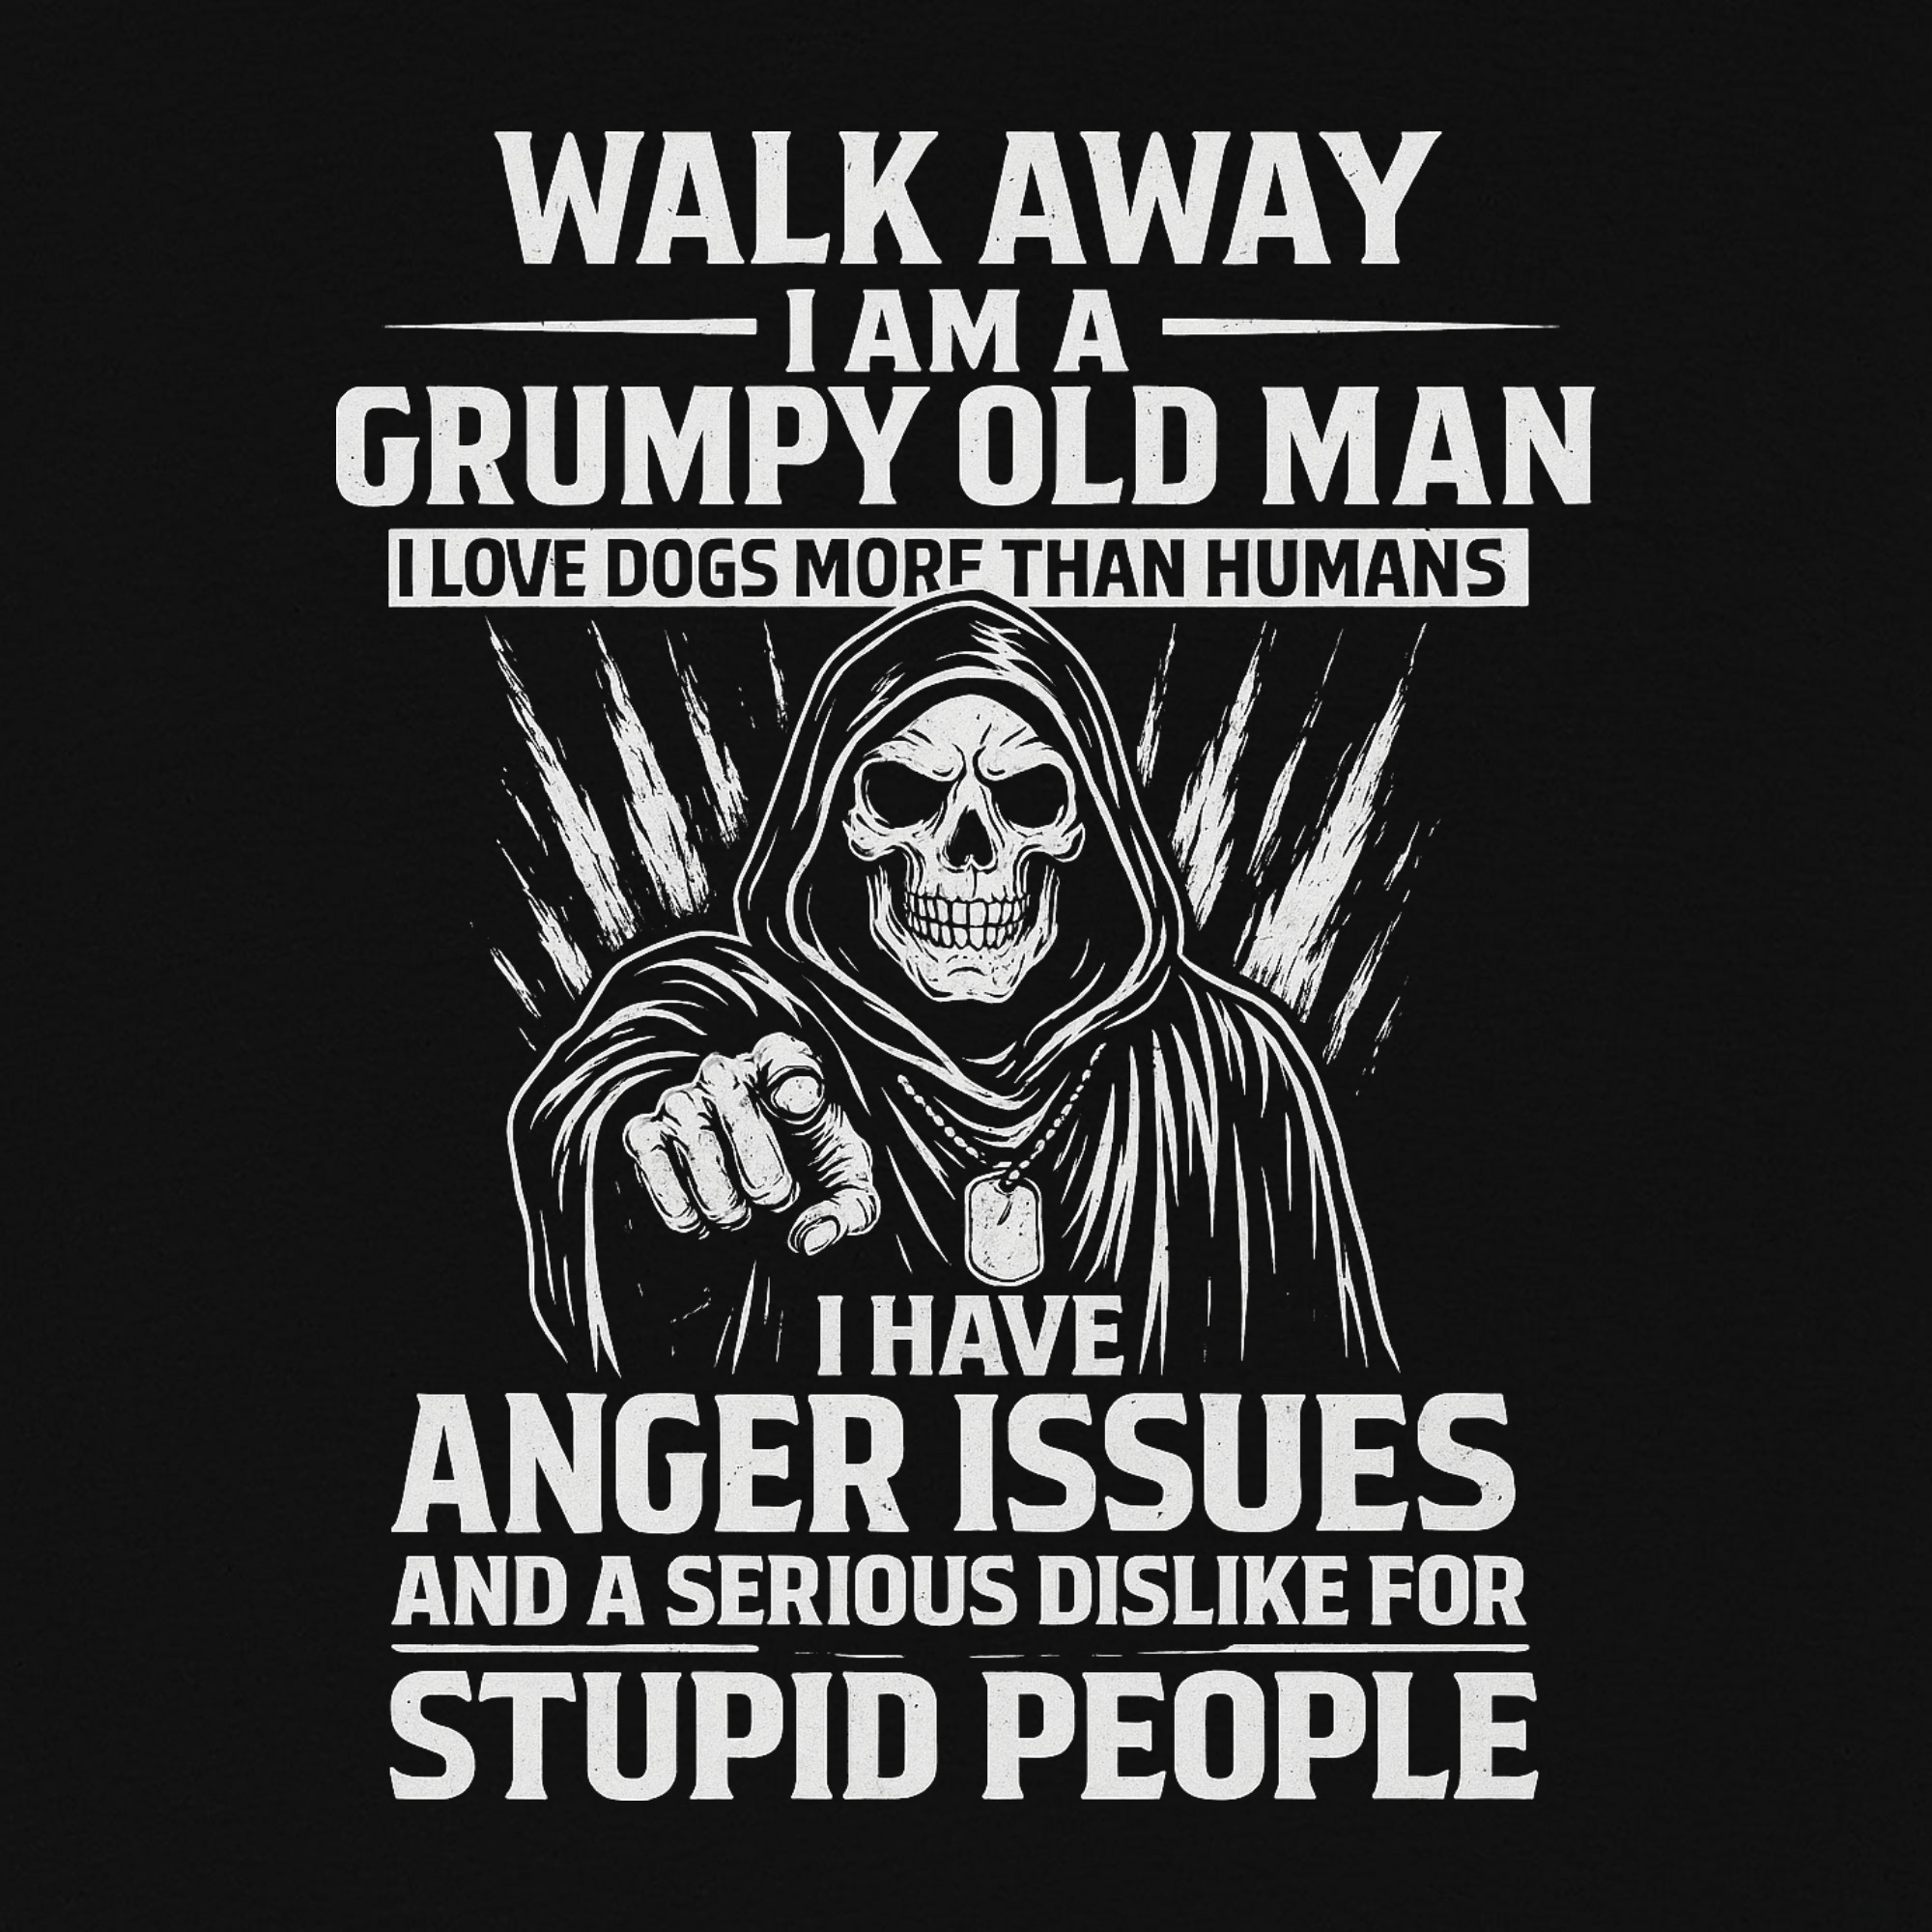 WALK AWAY
I AM A
GRUMPY OLD MAN
I LOVE DOGS MORE THAN HUMANS
I HAVE
ANGER ISSUES
AND A SERIOUS DISLIKE FOR
STUPID PEOPLE